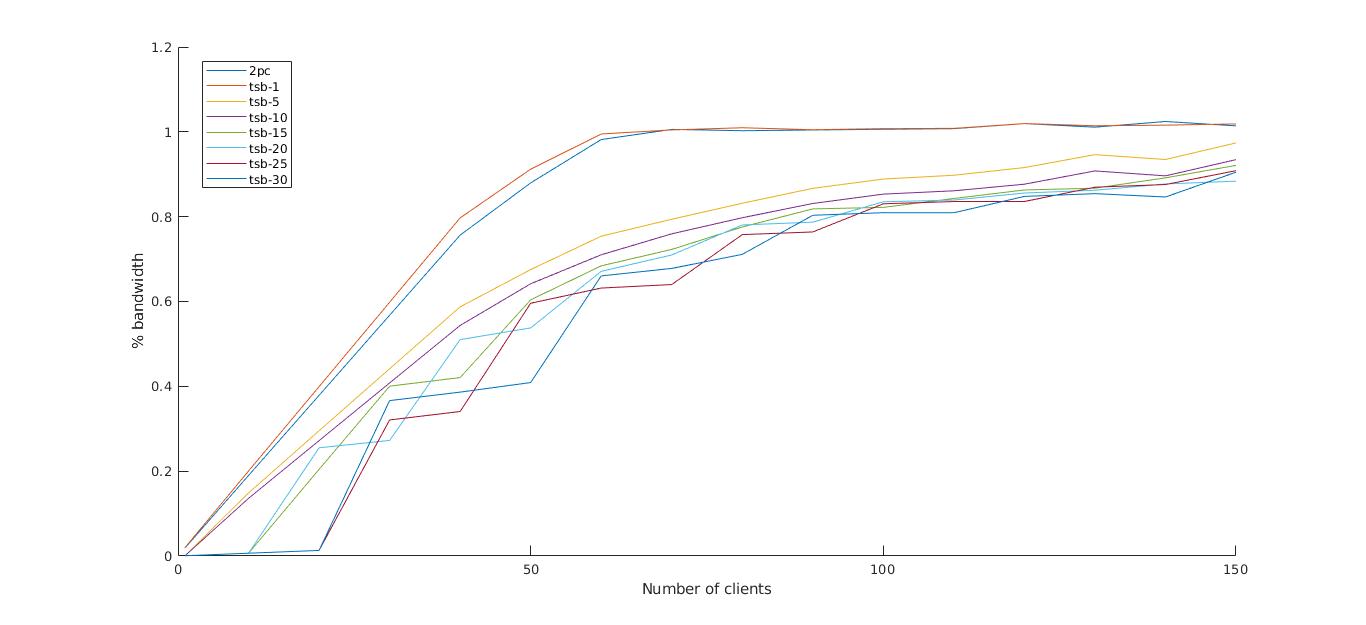 1.2
1
0.8
0.6
0.4
0.2
0
% bandwidth
2pc
tsb-1
tsb-5
tsb-10
tsb-15
tsb-20
tsb-25
tsb-30
0 50 100 150
Number of clients